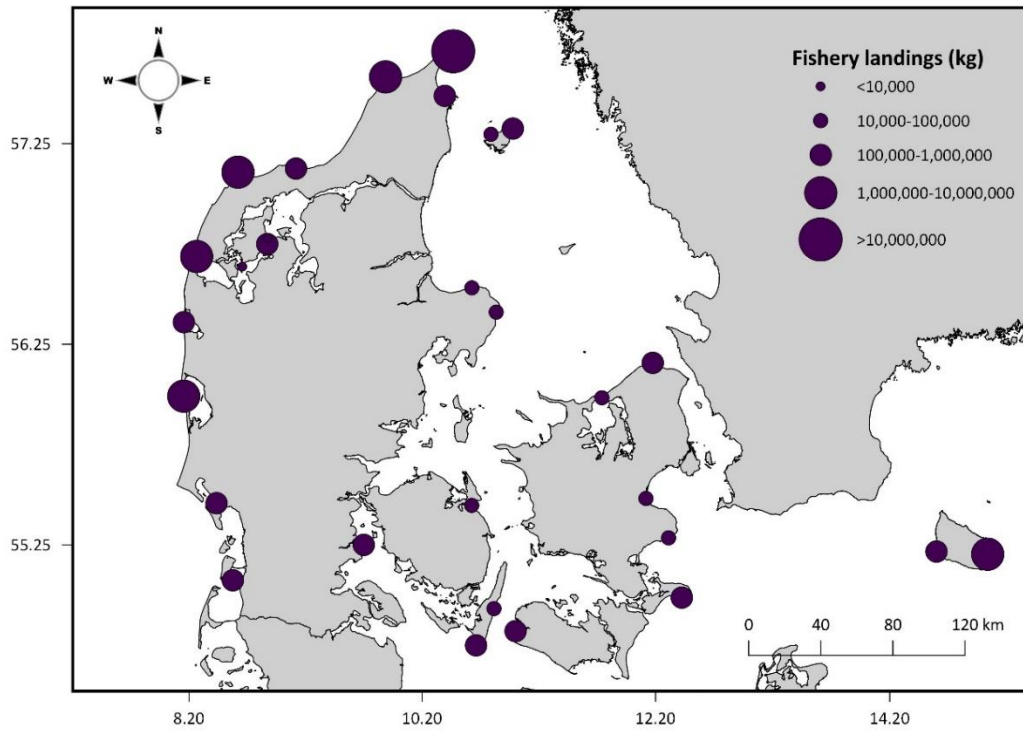 N
W E
S
Fishery landings (kg)
<10,000
10,000-100,000
100,000-1,000,000
1,000,000-10,000,000
>10,000,000
57.25
56.25
55.25
0 40 80 120 km
8.20 10.20 12.20 14.20